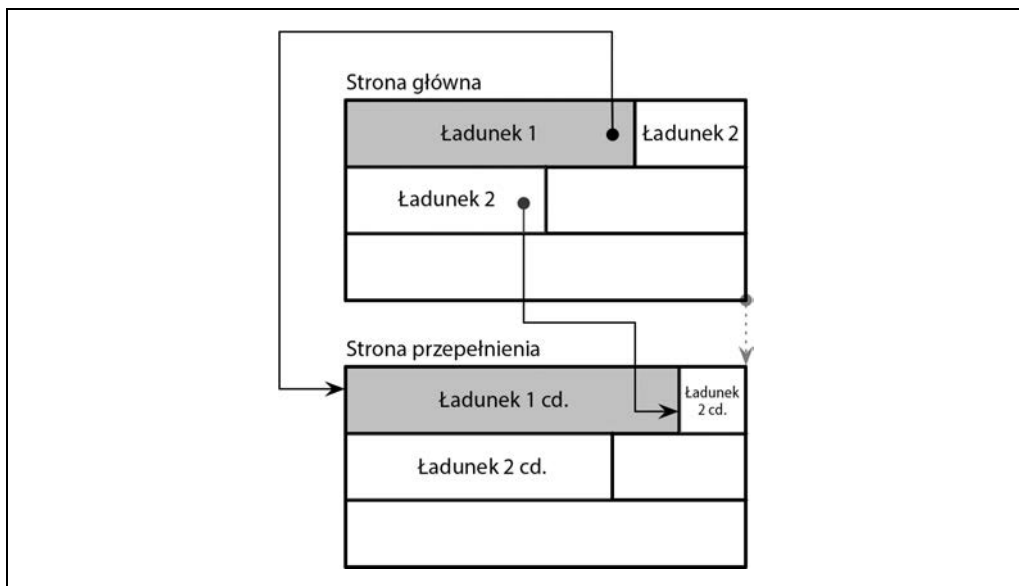 Strona główna
Ładunek 1
Ładunek 2
Ładunek 2
Strona przepełnienia
Ładunek 1 cd.
Ładunek
2 cd.
Ładunek 2 cd.